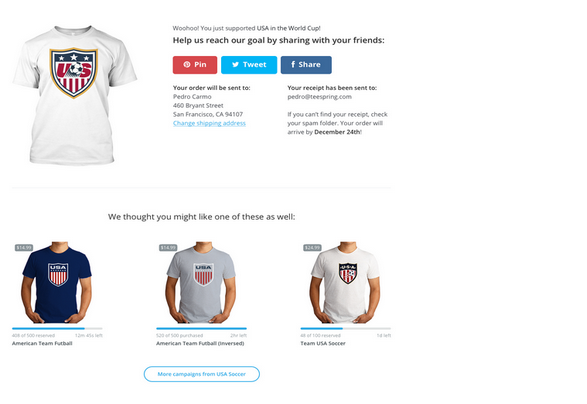 Woohoo! You just supported USA in the World Cup!
Help us reach our goal by sharing with your friends:
Pin
Tweet
Share
Your order will be sent to:
Pedro Carmo
460 Bryant Street
San Francisco, CA 94107
Change shipping address
Your receipt has been sent to:
pedro@teespring.com
If you can't find your receipt, check
your spam folder. Your order will
arrive by December 24th!
US
We thought you might like one of these as well:
$14.99
$14.99
$24.99
USA
USA
USA
409 of 500 reserved
12m 45s left
American Team Futball
520 of 500 purchased
2hr left
American Team Futball (Inversed)
48 of 100 reserved
1d left
Team USA Soccer
More campaigns from USA Soccer